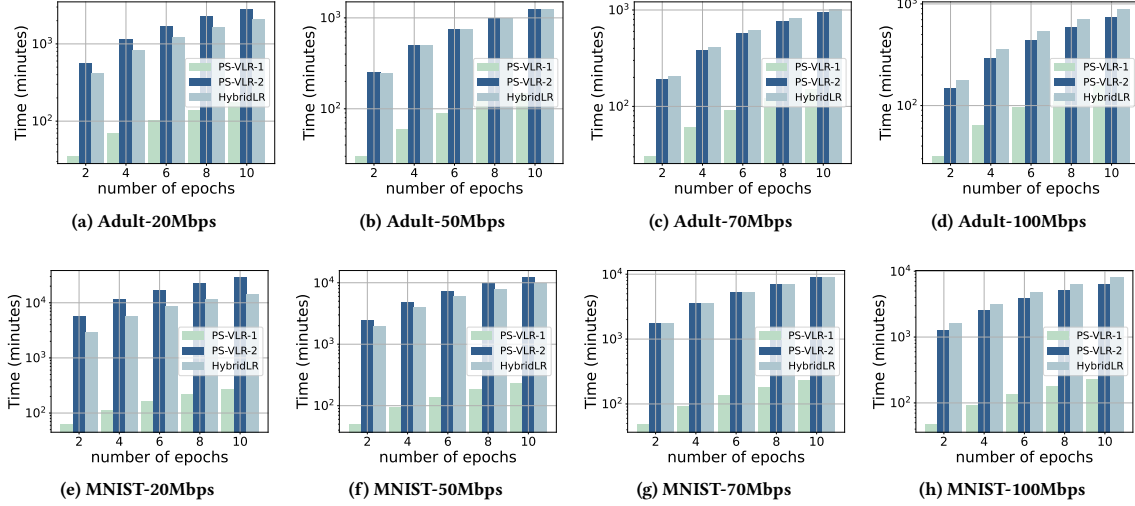 Time (minutes)
10³
10²
PS-VLR-1
PS-VLR-2
HybridLR
2 4 6 8 10
number of epochs
(a) Adult-20Mbps
Time (minutes)
10³
10²
PS-VLR-1
PS-VLR-2
HybridLR
2 4 6 8 10
number of epochs
(b) Adult-50Mbps
Time (minutes)
10³
10²
PS-VLR-1
PS-VLR-2
HybridLR
2 4 6 8 10
number of epochs
(c) Adult-70Mbps
Time (minutes)
10³
10²
PS-VLR-1
PS-VLR-2
HybridLR
2 4 6 8 10
number of epochs
(d) Adult-100Mbps
Time (minutes)
10⁴
10³
10²
PS-VLR-1
PS-VLR-2
HybridLR
2 4 6 8 10
number of epochs
(e) MNIST-20Mbps
Time (minutes)
10⁴
10³
10²
PS-VLR-1
PS-VLR-2
HybridLR
2 4 6 8 10
number of epochs
(f) MNIST-50Mbps
Time (minutes)
10⁴
10³
10²
PS-VLR-1
PS-VLR-2
HybridLR
2 4 6 8 10
number of epochs
(g) MNIST-70Mbps
Time (minutes)
10⁴
10³
10²
PS-VLR-1
PS-VLR-2
HybridLR
2 4 6 8 10
number of epochs
(h) MNIST-100Mbps